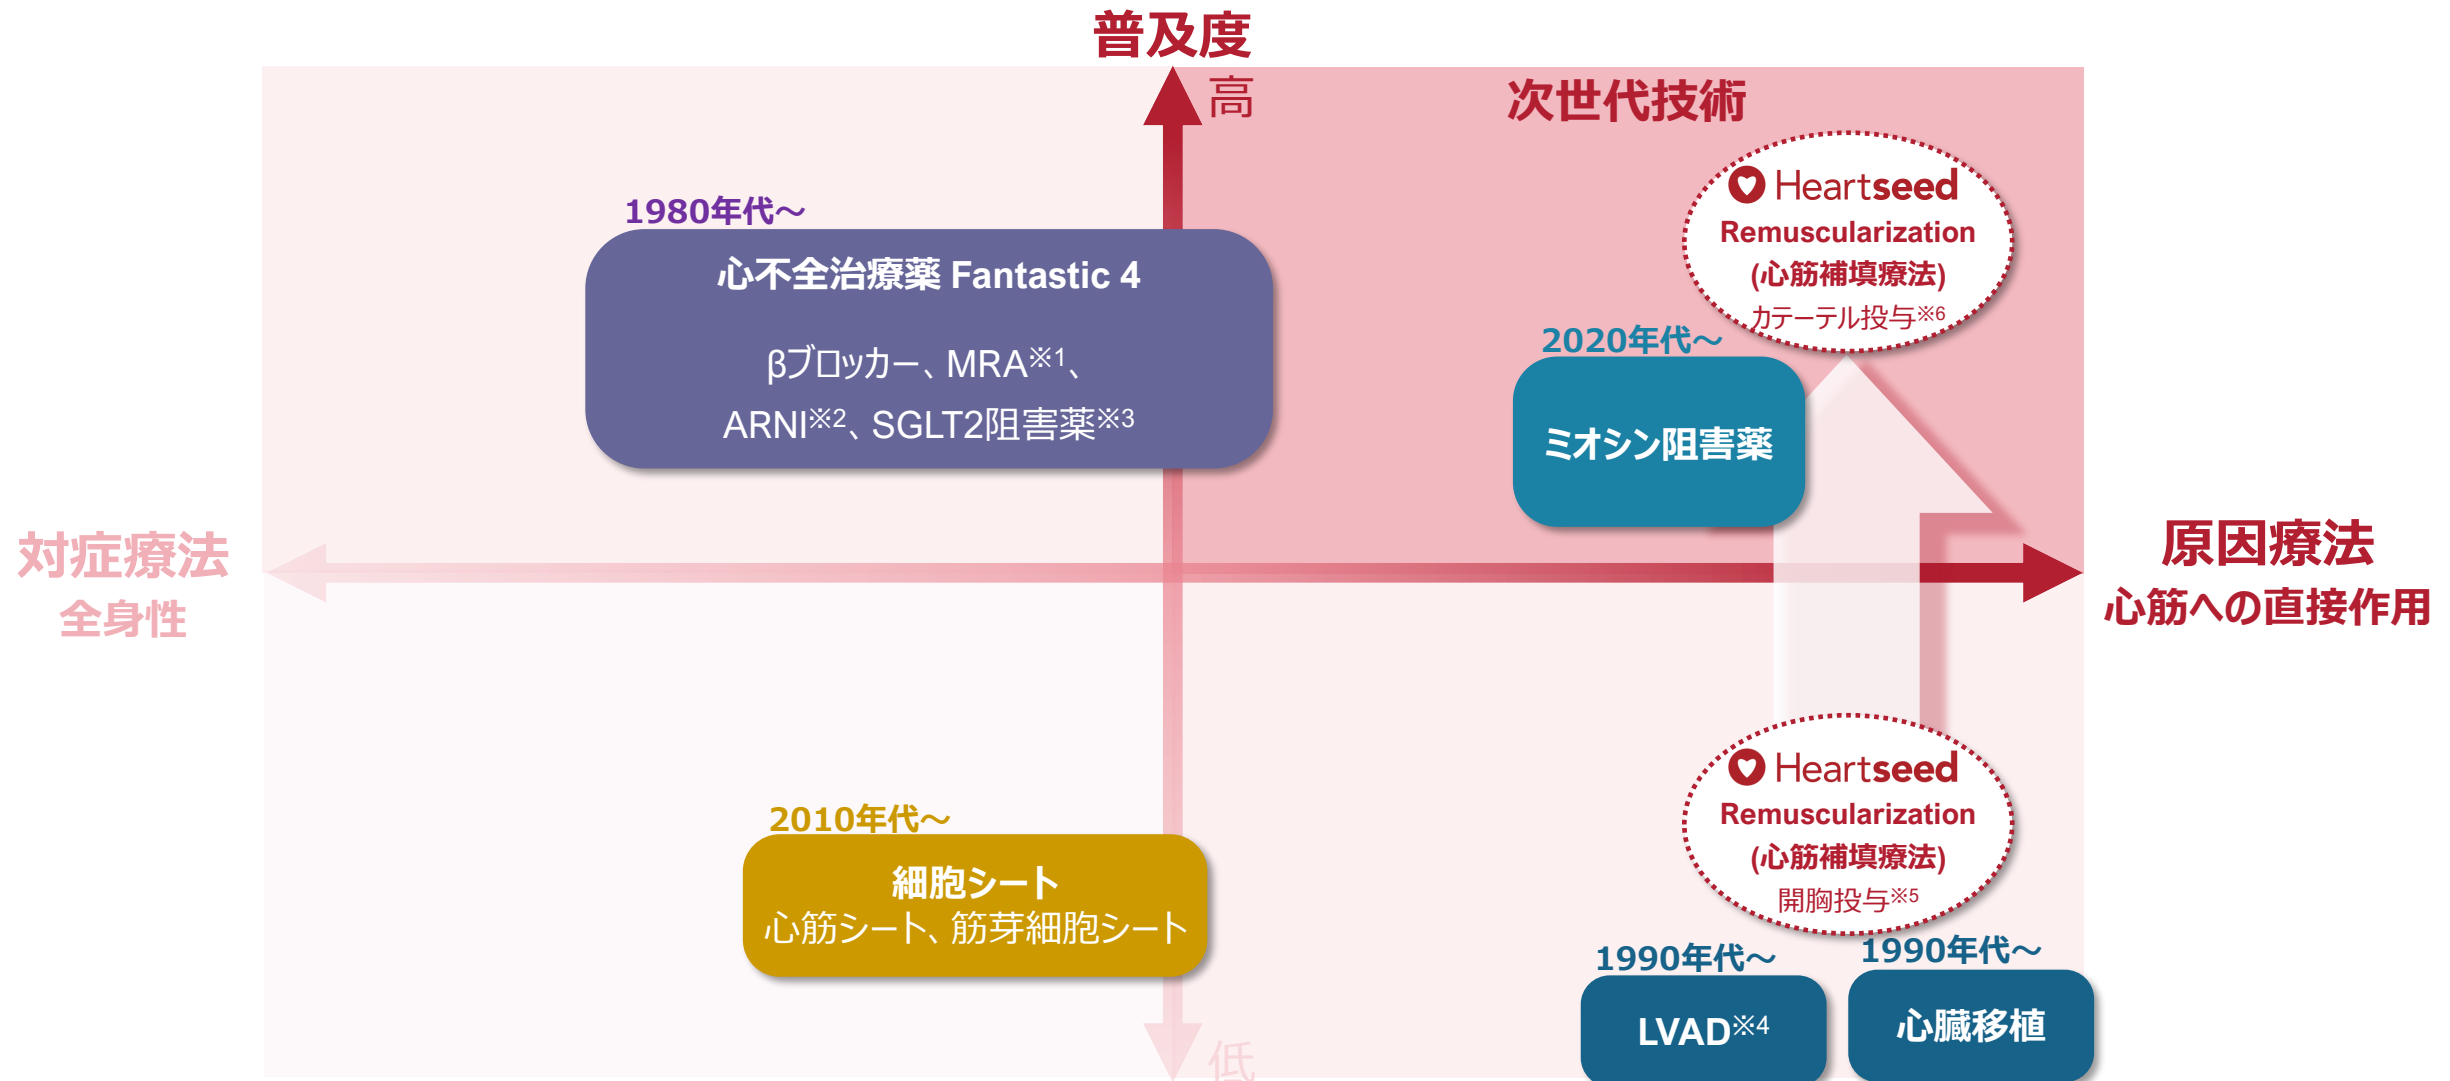 普及度
高
次世代技術
Heartseed
Remuscularization
(心筋補填療法)
カテーテル投与※6
1980年代～
心不全治療薬 Fantastic 4
βブロッカー、MRA※1、
ARNI※2、SGLT2阻害薬※3
2020年代～
ミオシン阻害薬
対症療法
全身性
原因療法
心筋への直接作用
Heartseed
Remuscularization
(心筋補填療法)
開胸投与※5
2010年代～
細胞シート
心筋シート、筋芽細胞シート
1990年代～
LVAD※4
1990年代～
心臓移植
低